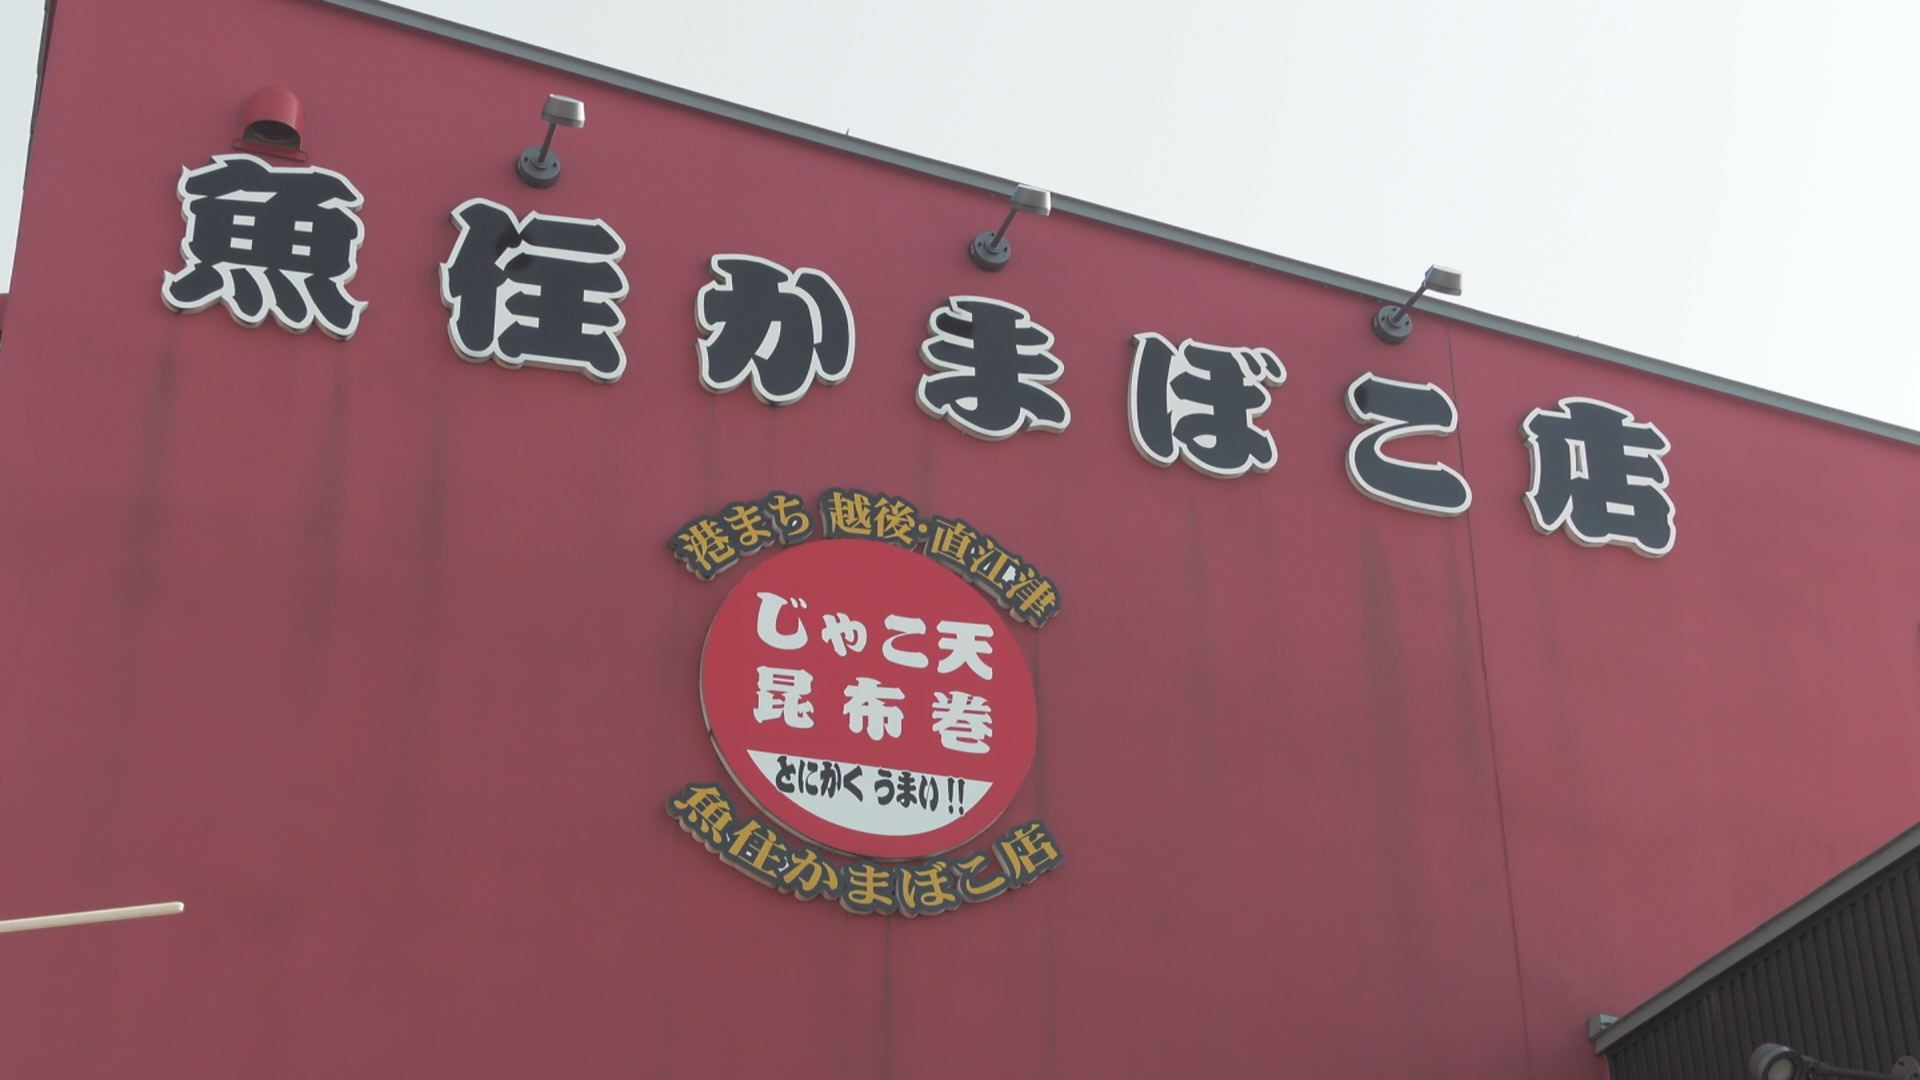 魚住かまぼこ店
港まち 越後・直江津
じゃこ天
昆布巻
とにかく うまい!!
魚住かまぼこ店